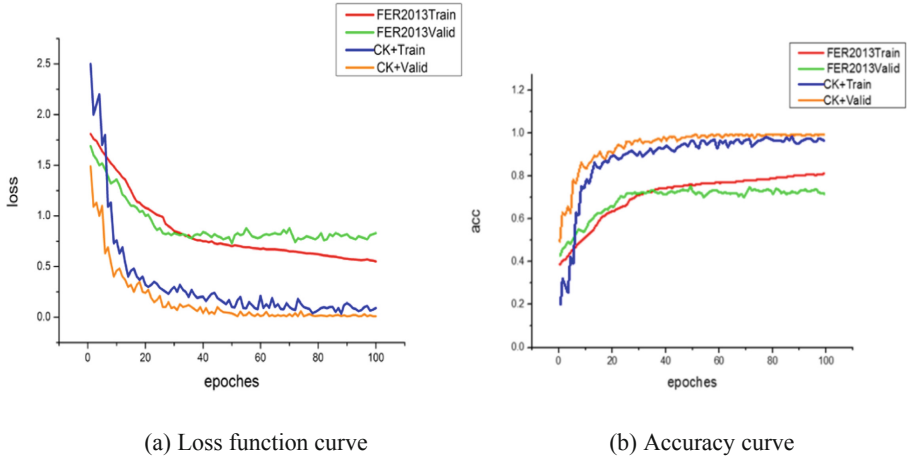 FER2013Train
FER2013Valid
CK+Train
CK+Valid
2.5
2.0
1.5
1.0
0.5
0.0
loss
0 20 40 60 80 100
epoches
(a) Loss function curve
FER2013Train
FER2013Valid
CK+Train
CK+Valid
1.2
1.0
0.8
0.6
0.4
0.2
0.0
acc
0 20 40 60 80 100
epoches
(b) Accuracy curve